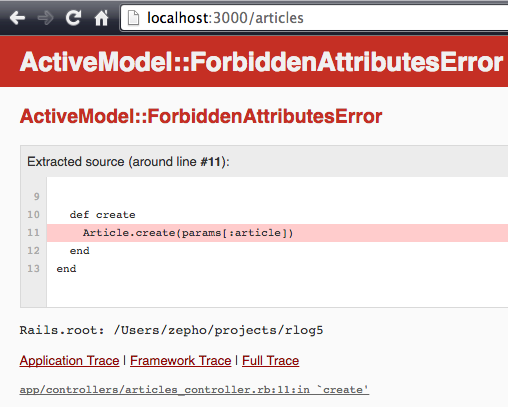 localhost:3000/articles
ActiveModel::ForbiddenAttributesError
ActiveModel::ForbiddenAttributesError
Extracted source (around line #11):
9
10 def create
11 Article.create(params[:article])
12 end
13 end
Rails.root: /Users/zepho/projects/rlog5
Application Trace | Framework Trace | Full Trace
app/controllers/articles_controller.rb:11:in `create'